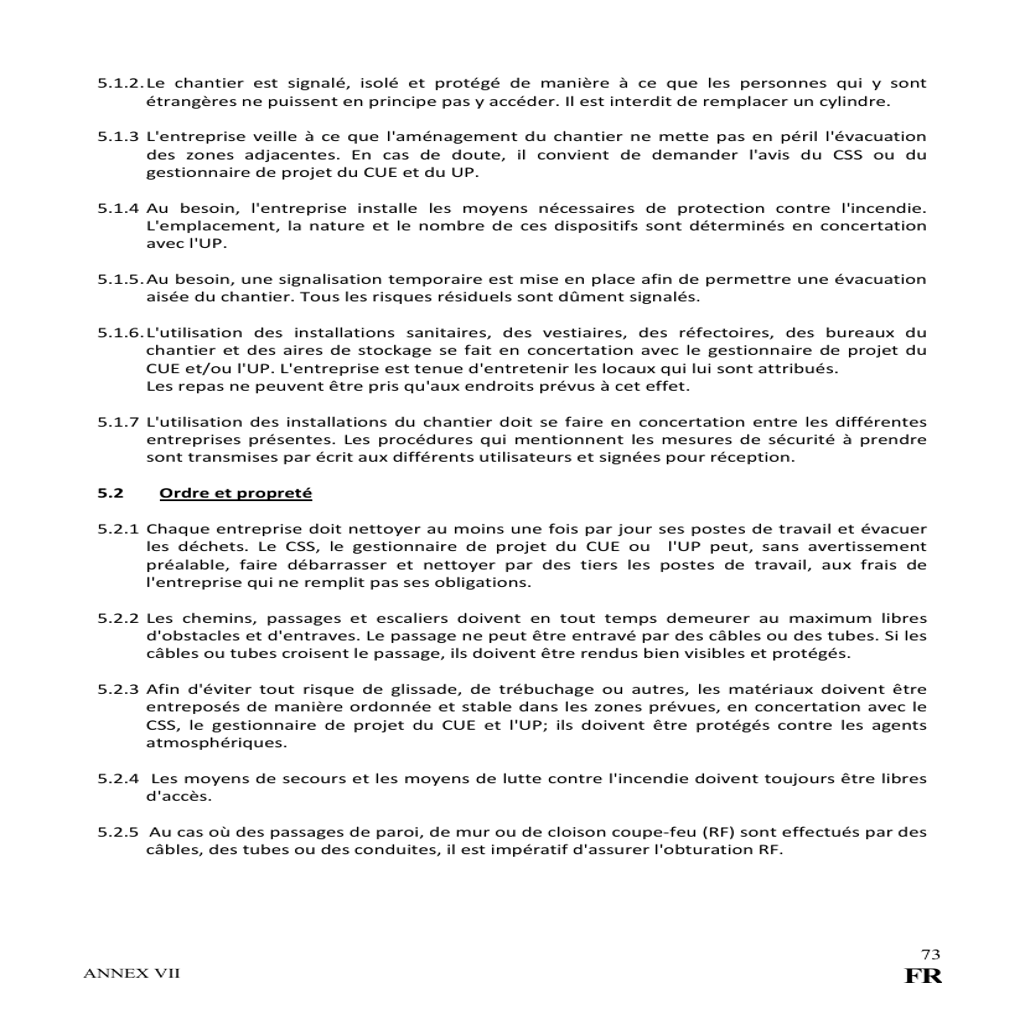 5.1.2. Le chantier est signalé, isolé et protégé de manière à ce que les personnes qui y sont
étrangères ne puissent en principe pas y accéder. Il est interdit de remplacer un cylindre.
5.1.3 L'entreprise veille à ce que l'aménagement du chantier ne mette pas en péril l'évacuation
des zones adjacentes. En cas de doute, il convient de demander l'avis du CSS ou du
gestionnaire de projet du CUE et du UP.
5.1.4 Au besoin, l'entreprise installe les moyens nécessaires de protection contre l'incendie.
L'emplacement, la nature et le nombre de ces dispositifs sont déterminés en concertation
avec l'UP.
5.1.5. Au besoin, une signalisation temporaire est mise en place afin de permettre une évacuation
aisée du chantier. Tous les risques résiduels sont dûment signalés.
5.1.6. L'utilisation des installations sanitaires, des vestiaires, des réfectoires, des bureaux du
chantier et des aires de stockage se fait en concertation avec le gestionnaire de projet du
CUE et/ou l'UP. L'entreprise est tenue d'entretenir les locaux qui lui sont attribués.
Les repas ne peuvent être pris qu'aux endroits prévus à cet effet.
5.1.7 L'utilisation des installations du chantier doit se faire en concertation entre les différentes
entreprises présentes. Les procédures qui mentionnent les mesures de sécurité à prendre
sont transmises par écrit aux différents utilisateurs et signées pour réception.
5.2 Ordre et propreté
5.2.1 Chaque entreprise doit nettoyer au moins une fois par jour ses postes de travail et évacuer
les déchets. Le CSS, le gestionnaire de projet du CUE ou l'UP peut, sans avertissement
préalable, faire débarrasser et nettoyer par des tiers les postes de travail, aux frais de
l'entreprise qui ne remplit pas ses obligations.
5.2.2 Les chemins, passages et escaliers doivent en tout temps demeurer au maximum libres
d'obstacles et d'entraves. Le passage ne peut être entravé par des câbles ou des tubes. Si les
câbles ou tubes croisent le passage, ils doivent être rendus bien visibles et protégés.
5.2.3 Afin d'éviter tout risque de glissade, de trébuchage ou autres, les matériaux doivent être
entreposés de manière ordonnée et stable dans les zones prévues, en concertation avec le
CSS, le gestionnaire de projet du CUE et l'UP; ils doivent être protégés contre les agents
atmosphériques.
5.2.4 Les moyens de secours et les moyens de lutte contre l'incendie doivent toujours être libres
d'accès.
5.2.5 Au cas où des passages de paroi, de mur ou de cloison coupe-feu (RF) sont effectués par des
câbles, des tubes ou des conduites, il est impératif d'assurer l'obturation RF.
73
ANNEX VII FR